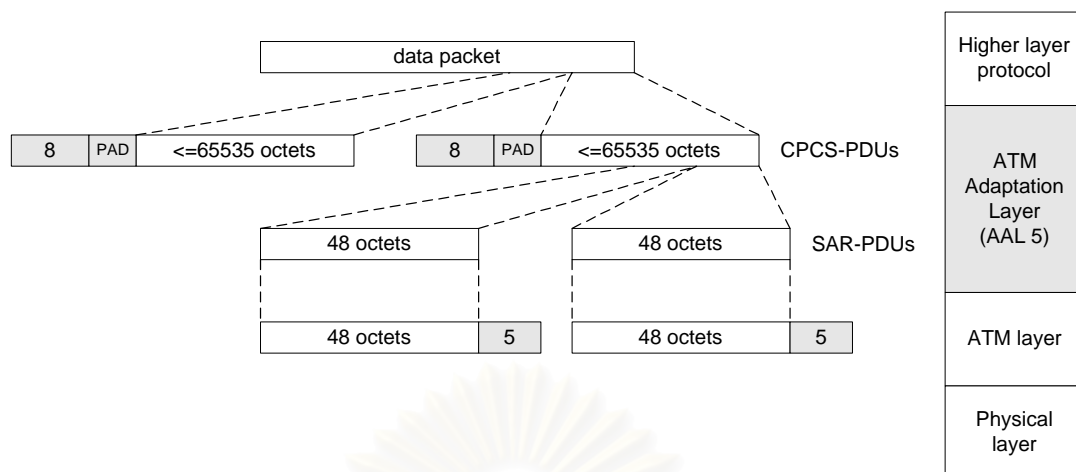 data packet
8 PAD <=65535 octets 8 PAD <=65535 octets CPCS-PDUs
48 octets 48 octets SAR-PDUs
48 octets 5 48 octets 5
Higher layer
protocol
ATM
Adaptation
Layer
(AAL 5)
ATM layer
Physical
layer